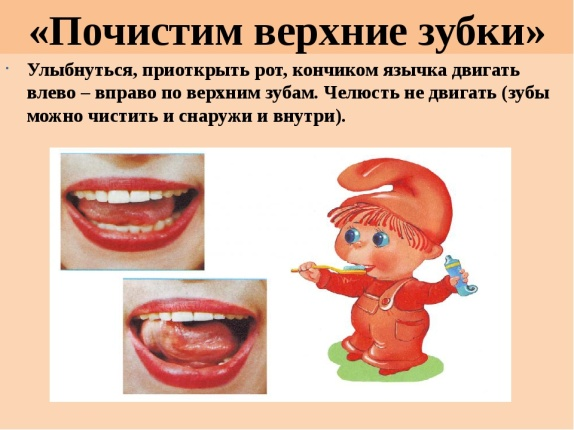 «Почистим верхние зубки»
Улыбнуться, приоткрыть рот, кончиком язычка двигать
влево – вправо по верхним зубам. Челюсть не двигать (зубы
можно чистить и снаружи и внутри).